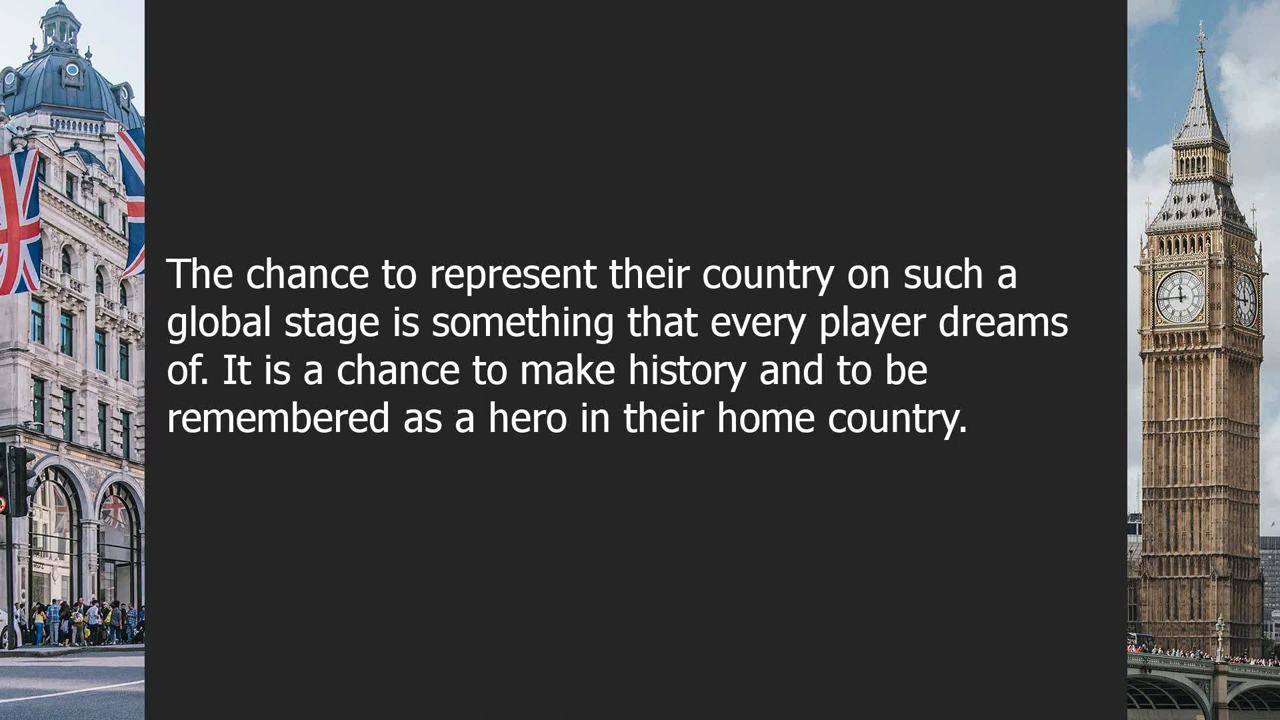 The chance to represent their country on such a
global stage is something that every player dreams
of. It is a chance to make history and to be
remembered as a hero in their home country.